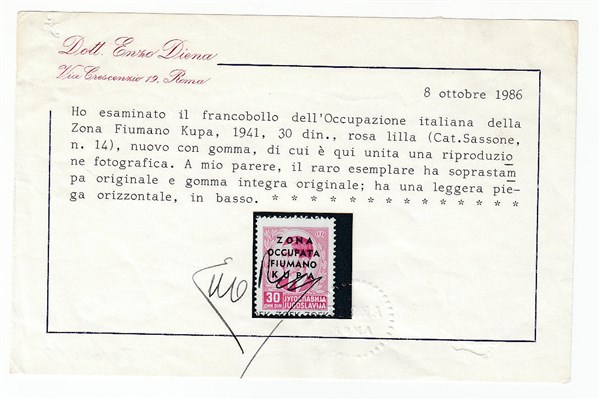 Dott. Enzo Diena
Via Crescenzio 19, Roma
8 ottobre 1986
Ho esaminato il francobollo dell'Occupazione italiana della
Zona Fiumano Kupa, 1941, 30 din., rosa lilla (Cat.Sassone,
n. 14), nuovo con gomma, di cui è qui unita una riproduzio
ne fotografica. A mio parere, il raro esemplare ha soprastam
pa originale e gomma integra originale; ha una leggera pie-
ga orizzontale, in basso. * * * * * * * * * * * * * *
ZONA
OCCUPATA
FIUMANO
KUPA
30
ЈУГОСЛАВИЈА
JUGOSLAVIJA